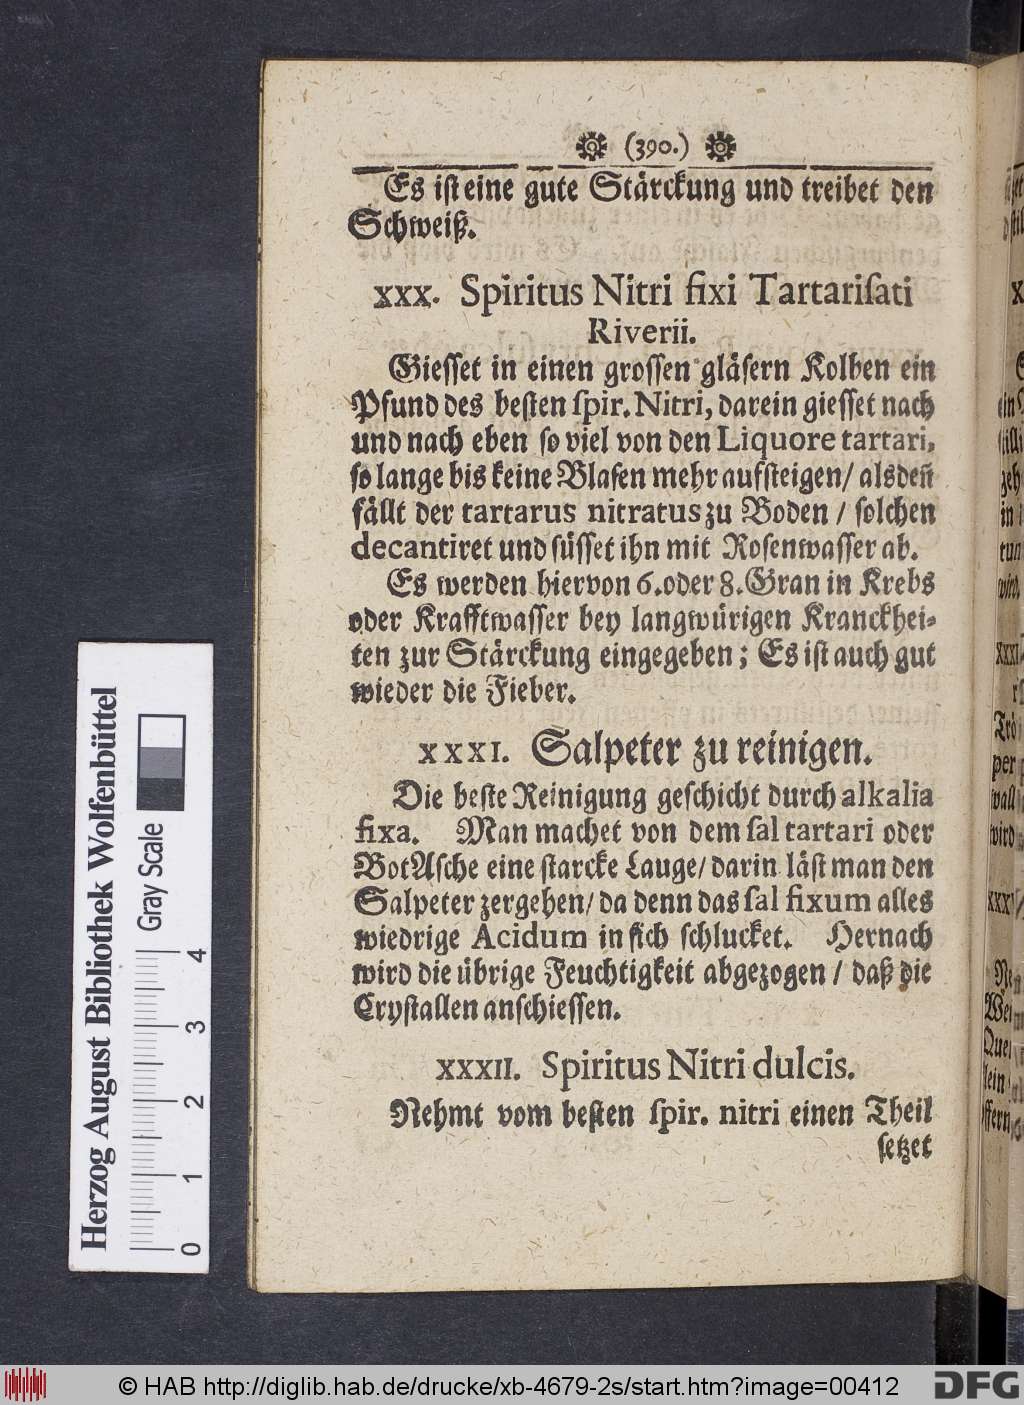 (390.)
Es ist eine gute Stärckung und treibet den
Schweiß.
XXX. Spiritus Nitri fixi Tartarisati
Riverii.
Giesset in einen grossen gläsern Kolben ein
Pfund des besten spir. Nitri, darein giesset nach
und nach eben so viel von den Liquore tartari,
so lange bis keine Blasen mehr aufsteigen/ alsdeñ
fällt der tartarus nitratus zu Boden / solchen
decantiret und süsset ihn mit Rosenwasser ab.
Es werden hiervon 6. oder 8. Gran in Krebs
oder Krafftwasser bey langwürigen Kranckhei-
ten zur Stärckung eingegeben; Es ist auch gut
wieder die Fieber.
XXXI. Salpeter zu reinigen.
Die beste Reinigung geschicht durch alkalia
fixa. Man machet von dem sal tartari oder
BotAsche eine starcke Lauge/ darin läst man den
Salpeter zergehen/ da denn das sal fixum alles
wiedrige Acidum in sich schlucket. Hernach
wird die übrige Feuchtigkeit abgezogen / daß die
Crystallen anschiessen.
XXXII. Spiritus Nitri dulcis.
Nehmt vom besten spir. nitri einen Theil
setzet
Herzog August Bibliothek Wolfenbüttel
Gray Scale
0 1 2 3 4
© HAB http://diglib.hab.de/drucke/xb-4679-2s/start.htm?image=00412
DFG